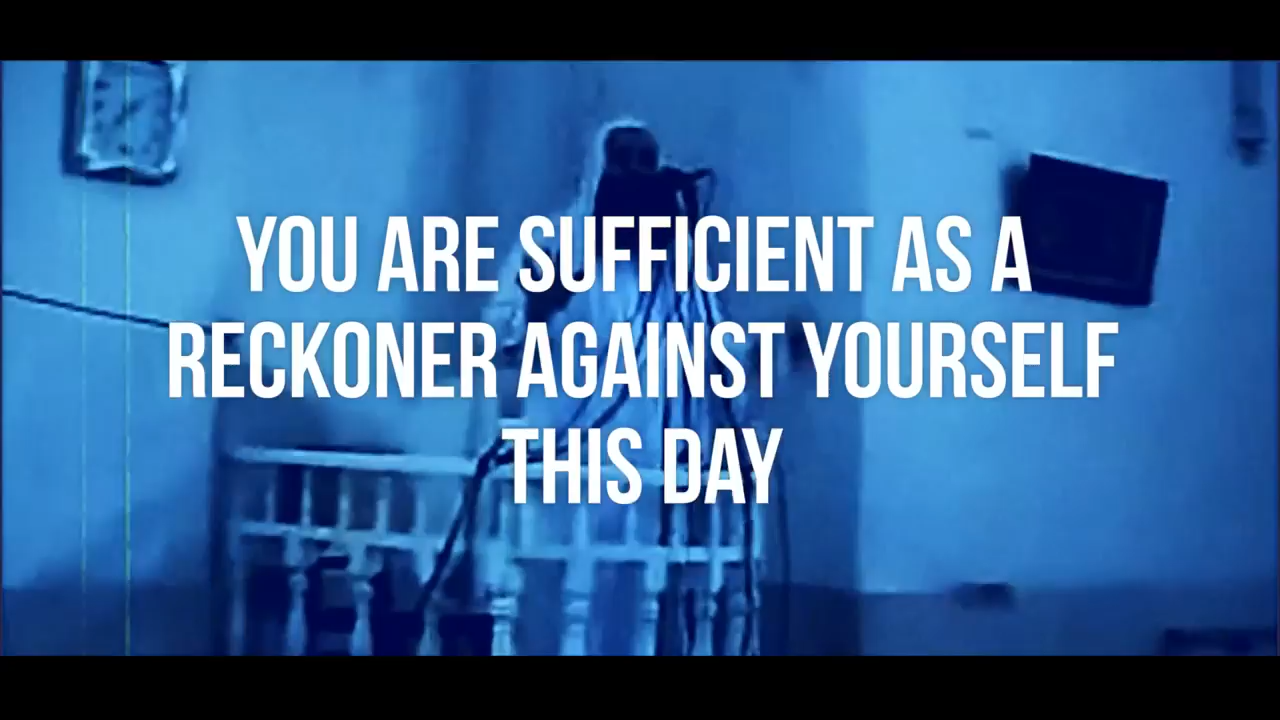 YOU ARE SUFFICIENT AS A
RECKONER AGAINST YOURSELF
THIS DAY